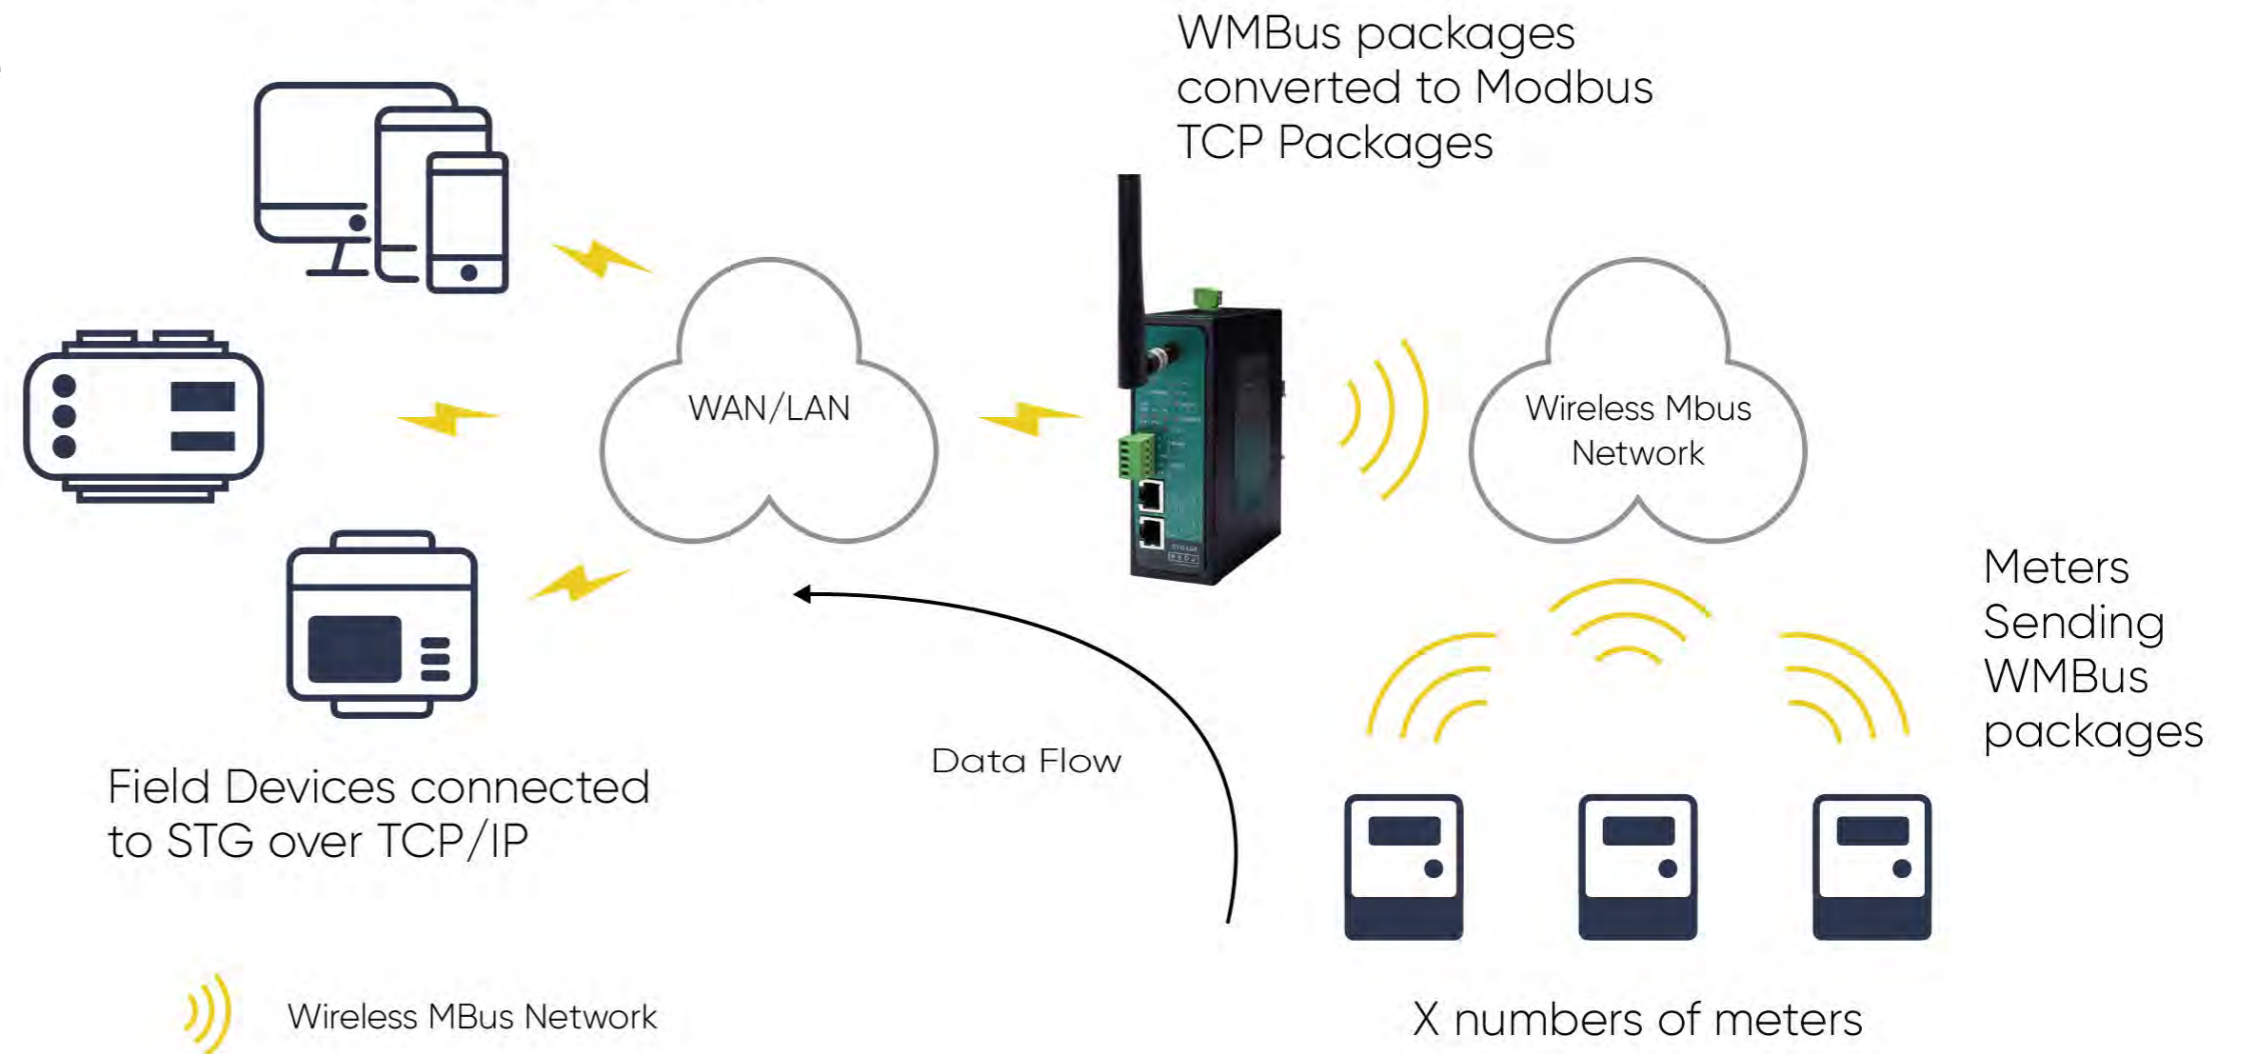 WMBus packages
converted to Modbus
TCP Packages
WAN/LAN
Wireless Mbus
Network
Meters
Sending
WMBus
packages
Data Flow
Field Devices connected
to STG over TCP/IP
Wireless MBus Network
X numbers of meters